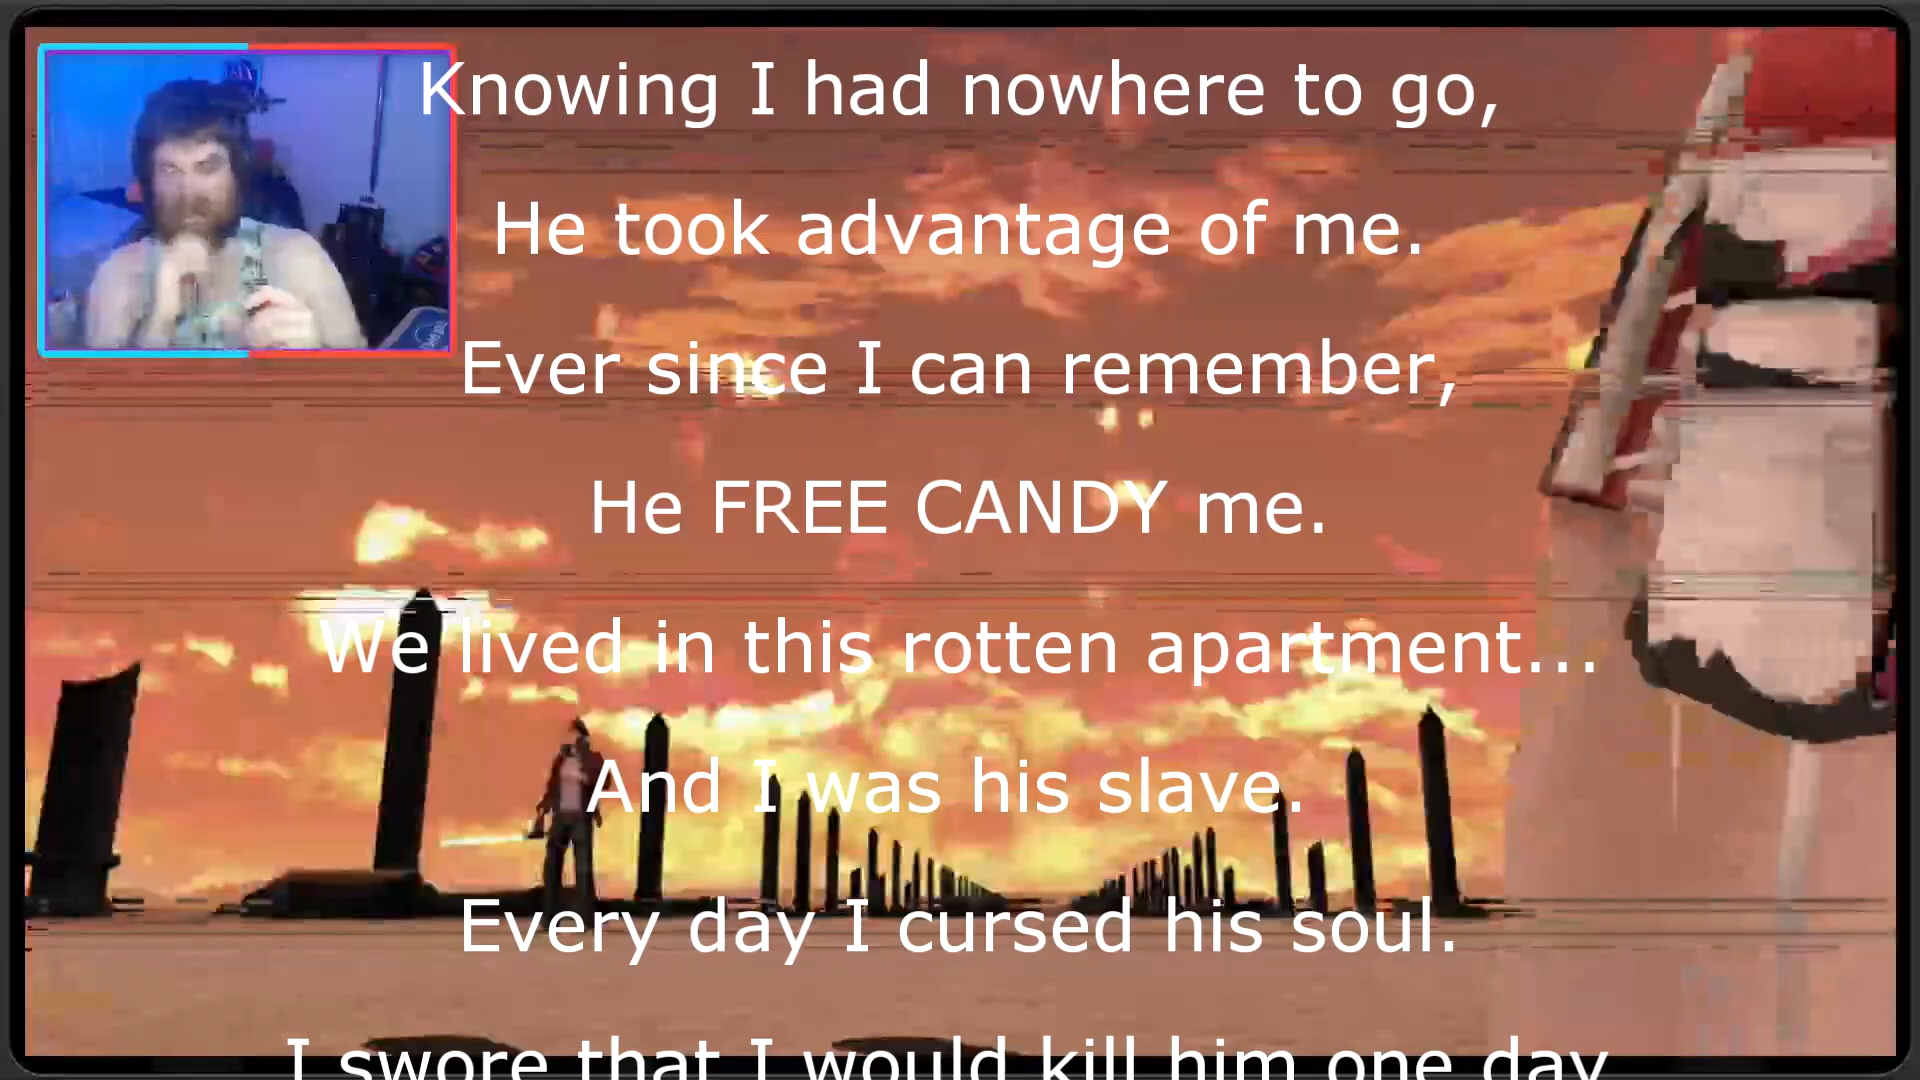 Knowing I had nowhere to go,
He took advantage of me.
Ever since I can remember,
He FREE CANDY me.
We lived in this rotten apartment...
And I was his slave.
Every day I cursed his soul.
I swore that I would kill him one day